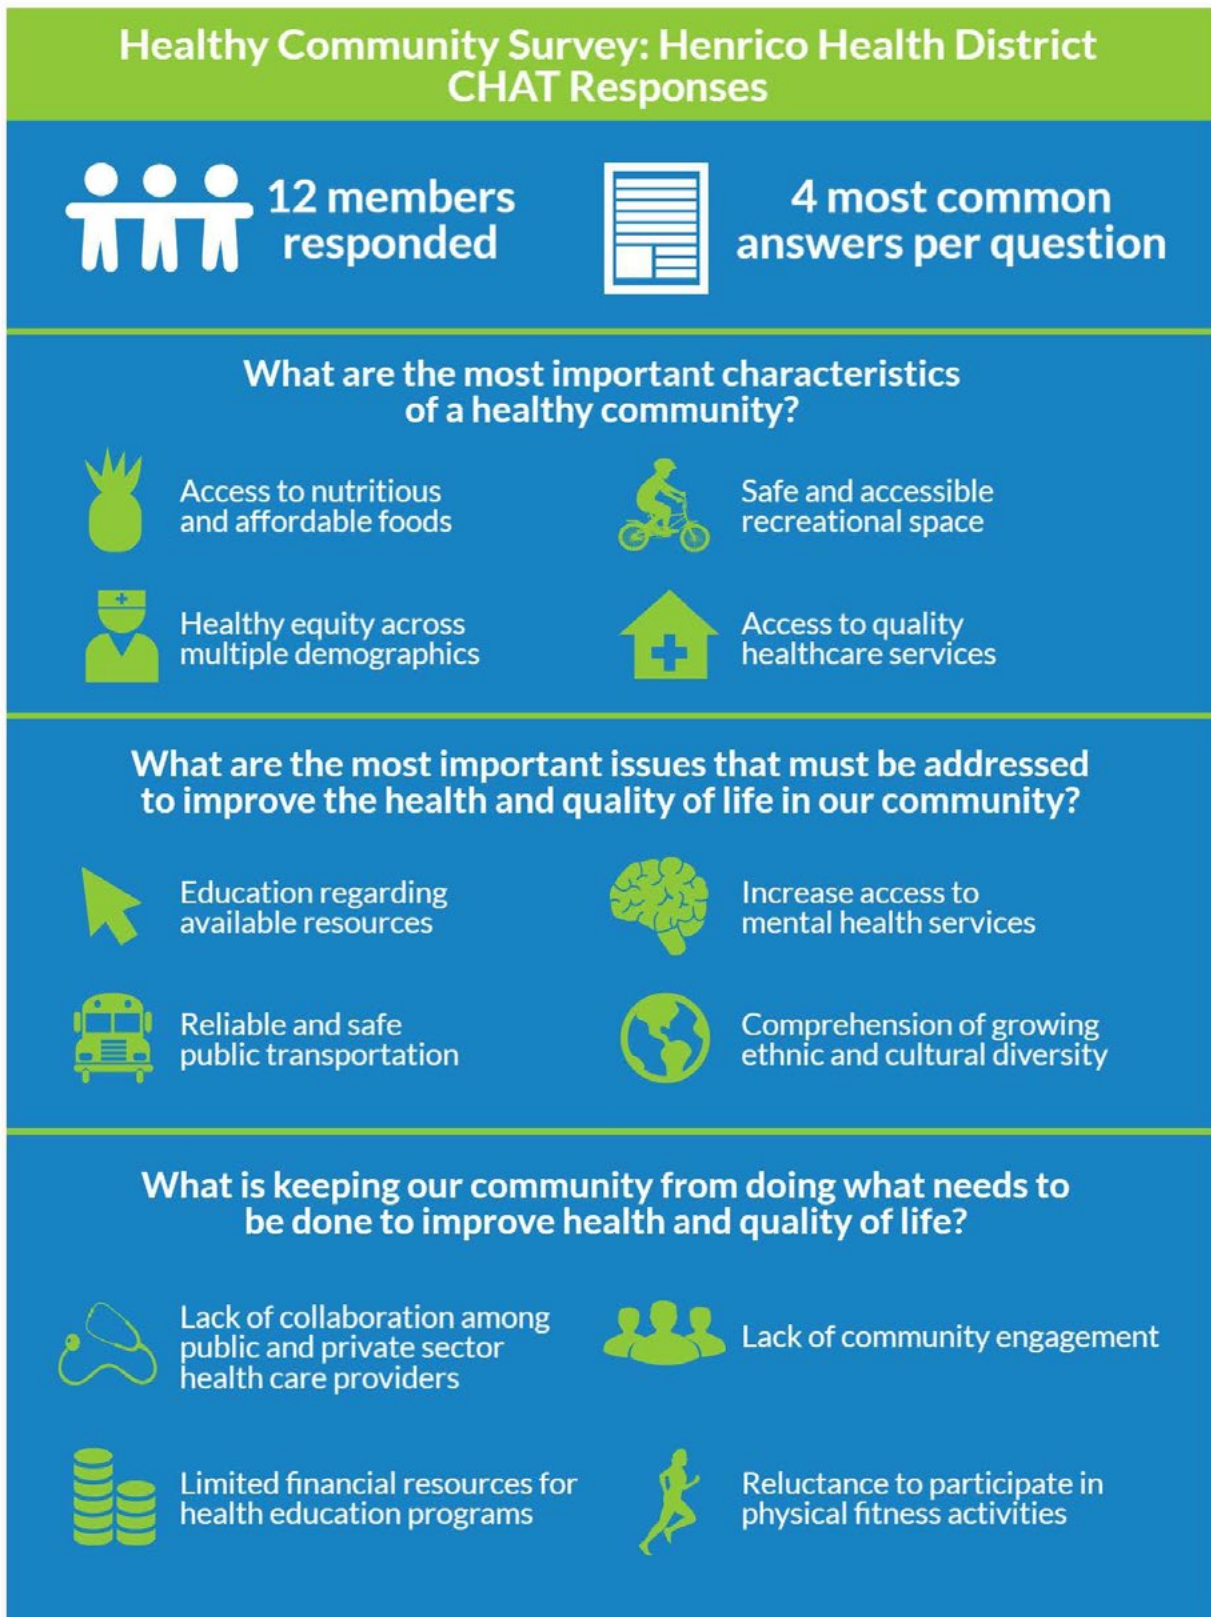 Healthy Community Survey: Henrico Health District
CHAT Responses
12 members
responded
4 most common
answers per question
What are the most important characteristics
of a healthy community?
Access to nutritious
and affordable foods
Safe and accessible
recreational space
Healthy equity across
multiple demographics
Access to quality
healthcare services
What are the most important issues that must be addressed
to improve the health and quality of life in our community?
Education regarding
available resources
Increase access to
mental health services
Reliable and safe
public transportation
Comprehension of growing
ethnic and cultural diversity
What is keeping our community from doing what needs to
be done to improve health and quality of life?
Lack of collaboration among
public and private sector
health care providers
Lack of community engagement
Limited financial resources for
health education programs
Reluctance to participate in
physical fitness activities